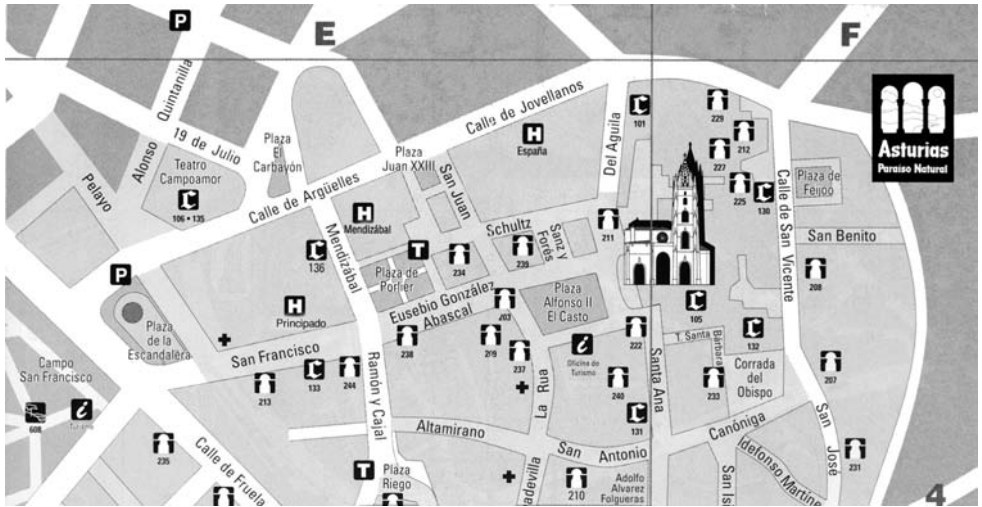 E
F
P
Quintanilla
Alonso
19 de Julio
Pelayo
Teatro
Campoamor
106 • 135
Plaza
El
Carbayón
Calle de Jovellanos
H
España
Del Aguila
101
229
212
227
225
130
Asturias
Paraíso Natural
Plaza de
Feijoo
Calle de San Vicente
San Benito
208
Plaza
Juan XXIII
San Juan
Calle de Argüelles
H
Mendizábal
Mendizábal
136
T
Plaza de
Porlier
234
Schultz
239
Sanz y
Forés
211
P
Plaza
de la
Escandalera
H
Principado
Eusebio González
Abascal
203
Plaza
Alfonso II
El Casto
105
San Francisco
238
209
237
i
Oficina de
Turismo
222
T. Santa
Bárbara
132
Corrada
del
Obispo
207
Campo
San Francisco
213
133
244
Ramón y Cajal
La Rua
240
131
Santa Ana
233
608
i
Turismo
235
Calle de Fruela
Altamirano
San Antonio
Canóniga
San José
231
T
Plaza
Riego
210
Adolfo
Alvarez
Folgueras
4